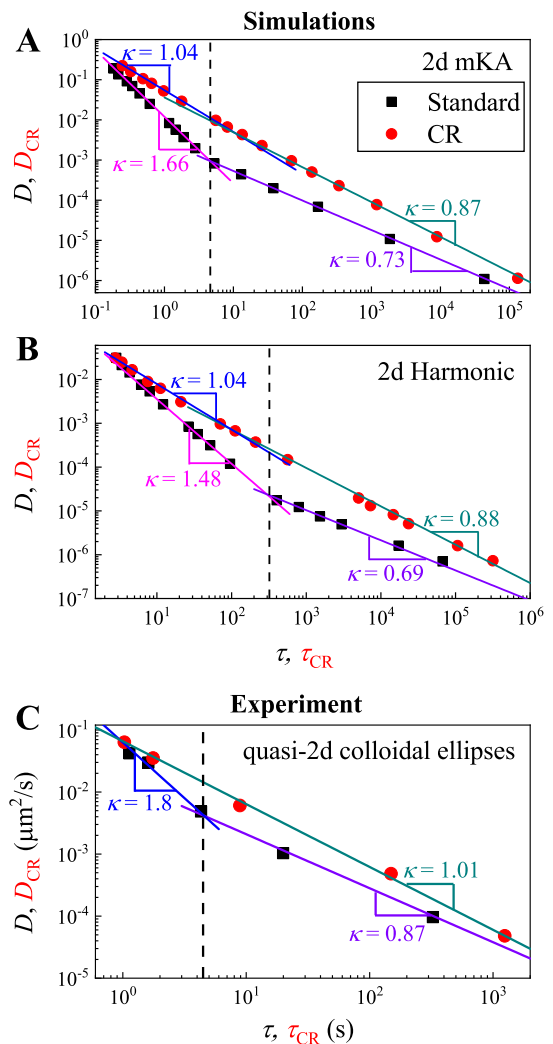 Simulations
A
2d mKA
Standard
CR
κ = 1.04
κ = 1.66
κ = 0.87
κ = 0.73
D, D_CR
10^0
10^-1
10^-2
10^-3
10^-4
10^-5
10^-6
10^-1 10^0 10^1 10^2 10^3 10^4 10^5
B
2d Harmonic
κ = 1.04
κ = 1.48
κ = 0.88
κ = 0.69
D, D_CR
10^-2
10^-3
10^-4
10^-5
10^-6
10^-7
10^1 10^2 10^3 10^4 10^5 10^6
τ, τ_CR
Experiment
C
quasi-2d colloidal ellipses
κ = 1.8
κ = 1.01
κ = 0.87
D, D_CR (μm²/s)
10^-1
10^-2
10^-3
10^-4
10^-5
10^0 10^1 10^2 10^3
τ, τ_CR (s)